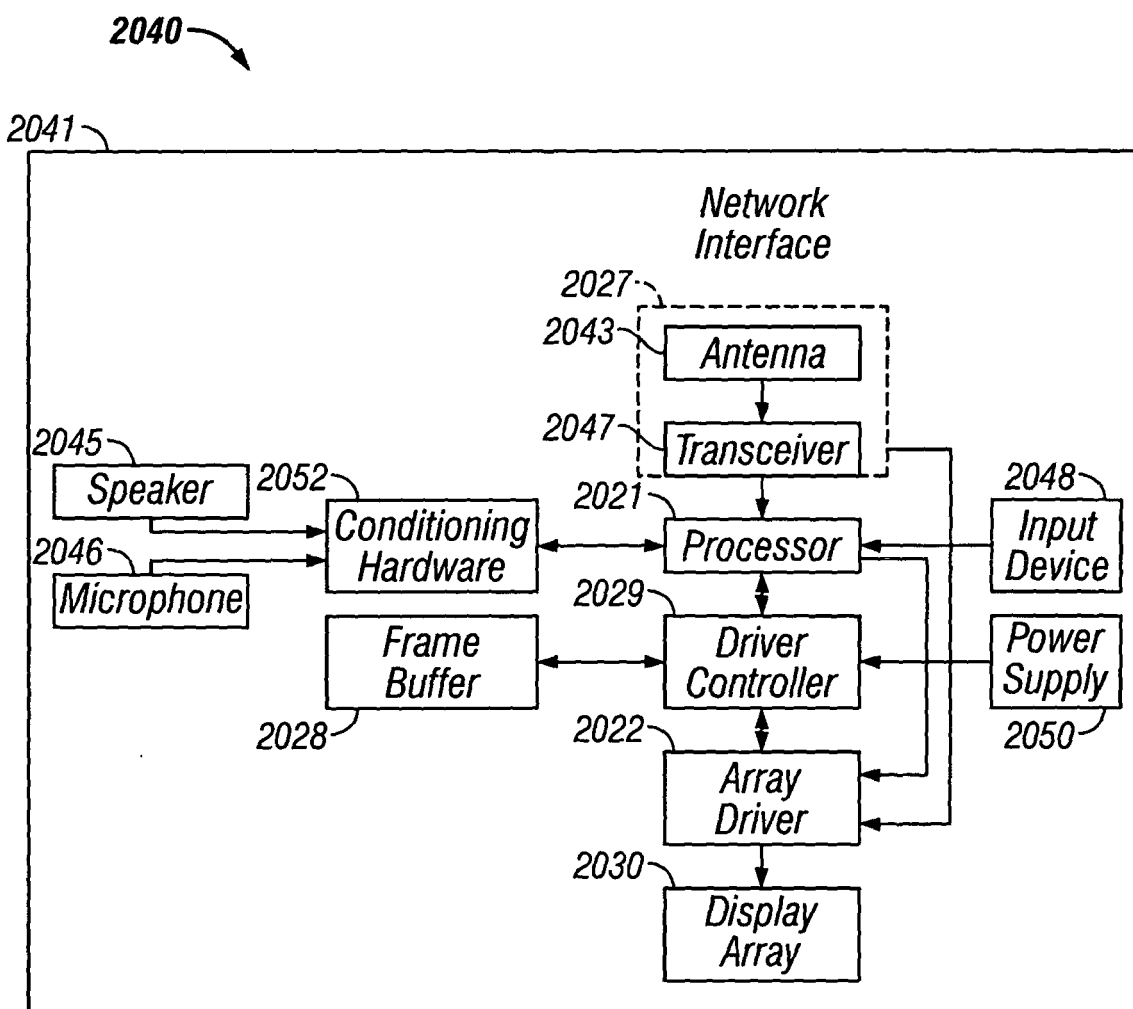 2040
2041
Network
Interface
2027
2043
Antenna
2047
Transceiver
2045
Speaker
2052
Conditioning
Hardware
2046
Microphone
2021
Processor
2048
Input
Device
2029
Driver
Controller
Frame
Buffer
2028
Power
Supply
2050
2022
Array
Driver
2030
Display
Array